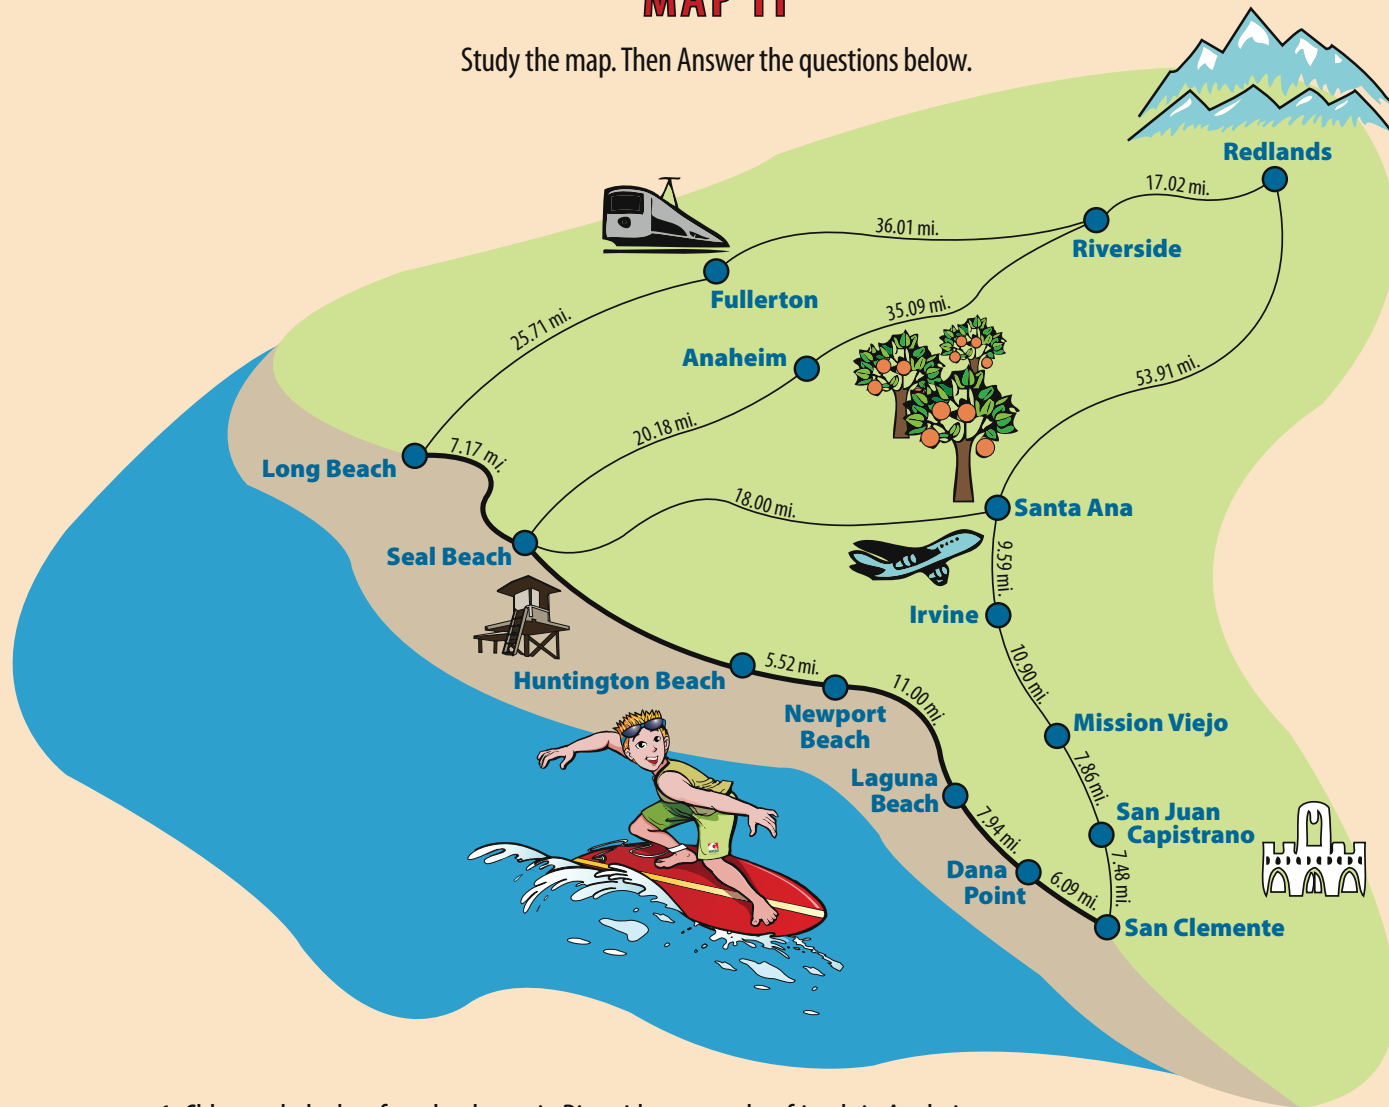 MAP 11
Study the map. Then Answer the questions below.
Redlands
17.02 mi.
36.01 mi.
Riverside
Fullerton
35.09 mi.
25.71 mi.
Anaheim
53.91 mi.
20.18 mi.
7.17 mi.
Long Beach
18.00 mi.
Santa Ana
Seal Beach
9.59 mi.
Irvine
10.90 mi.
Huntington Beach
5.52 mi.
11.00 mi.
Newport
Beach
Mission Viejo
7.86 mi.
Laguna
Beach
7.94 mi.
San Juan
Capistrano
7.48 mi.
Dana
Point
6.09 mi.
San Clemente